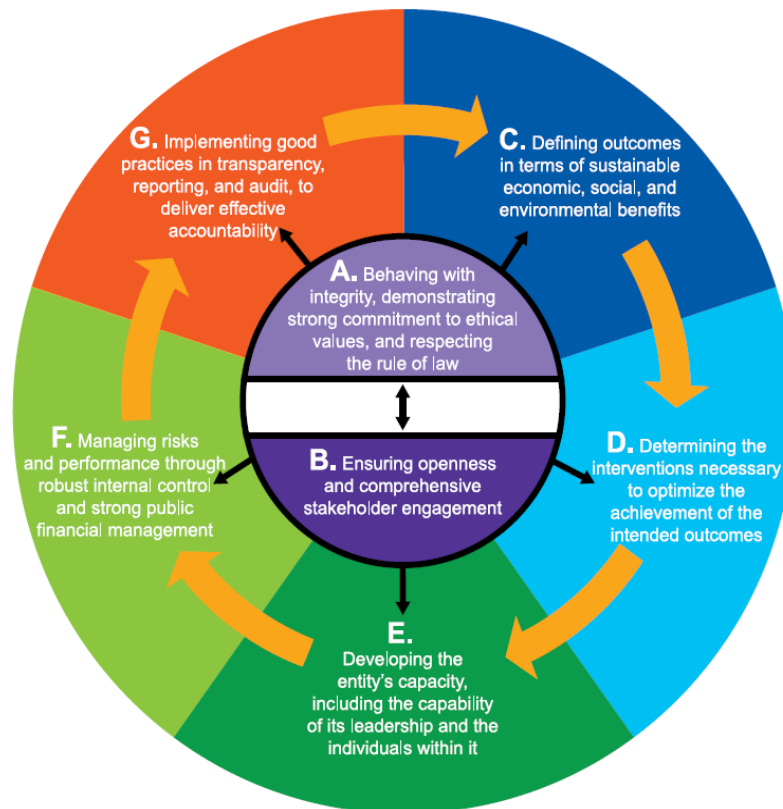 A. Behaving with
integrity, demonstrating
strong commitment to ethical
values, and respecting
the rule of law
B. Ensuring openness
and comprehensive
stakeholder engagement
C. Defining outcomes
in terms of sustainable
economic, social, and
environmental benefits
D. Determining the
interventions necessary
to optimize the
achievement of the
intended outcomes
E.
Developing the
entity's capacity,
including the capability
of its leadership and the
individuals within it
F. Managing risks
and performance through
robust internal control
and strong public
financial management
G. Implementing good
practices in transparency,
reporting, and audit, to
deliver effective
accountability